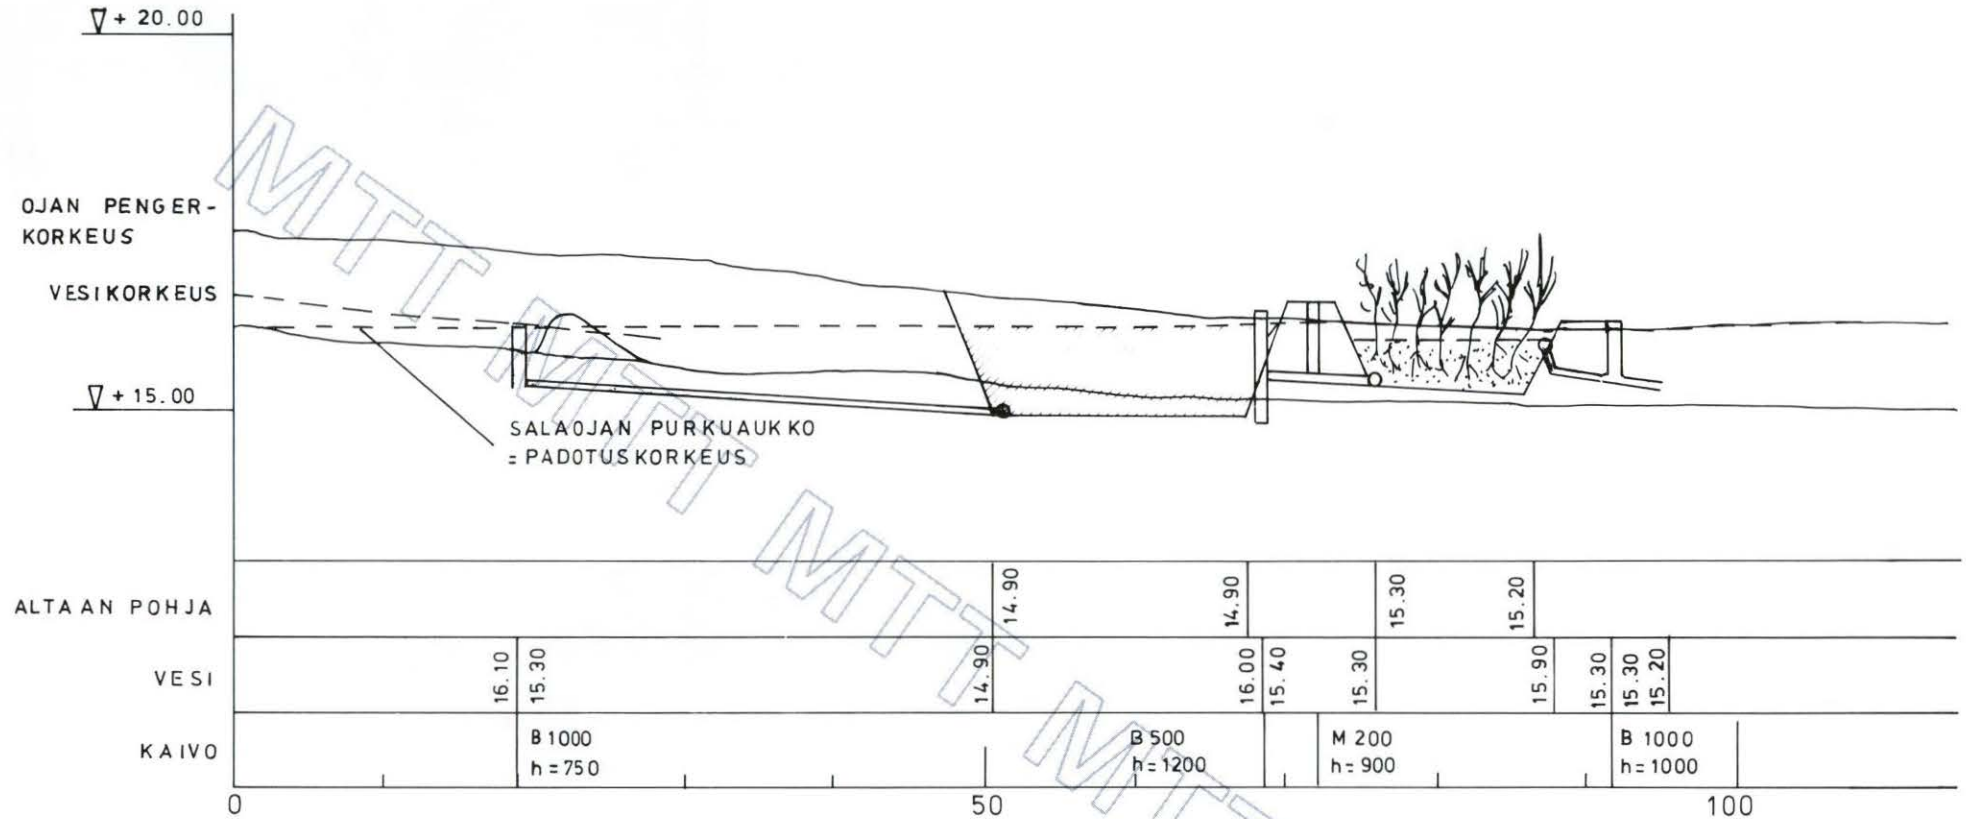 + 20.00
OJAN PENGER-
KORKEUS
VESIKORKEUS
+ 15.00
SALAOJAN PURKUAUKKO
= PADOTUSKORKEUS
MTT MTT MTT MTT
ALTAAN POHJA
14.90
14.90
15.30
15.20
VESI
16.10
15.30
14.90
16.00
15.40
15.30
15.90
15.30
15.30
15.20
KAIVO
B 1000
h = 750
B 500
h = 1200
M 200
h = 900
B 1000
h = 1000
0
50
100